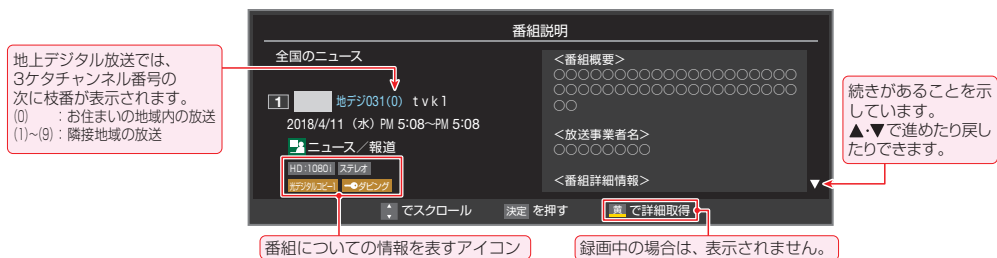 番組説明
地上デジタル放送では、
3ケタチャンネル番号の
次に枝番が表示されます。
(0)　：お住まいの地域内の放送
(1)~(9)：隣接地域の放送
全国のニュース
1 地デジ031(0) tvk1
2018/4/11 (水) PM 5:08~PM 5:08
ニュース／報道
HD:1080i ステレオ
光デジタルコピー1 ダビング
<番組概要>
○○○○○○○○○○○○○○○○○○○○
○○○○○○○○○○○○○○○○○○○○
○○
<放送事業者名>
○○○○○○○○
<番組詳細情報>
▼
続きがあることを示
しています。
▲・▼で進めたり戻し
たりできます。
でスクロール 決定 を押す 黄 で詳細取得
番組についての情報を表すアイコン
録画中の場合は、表示されません。